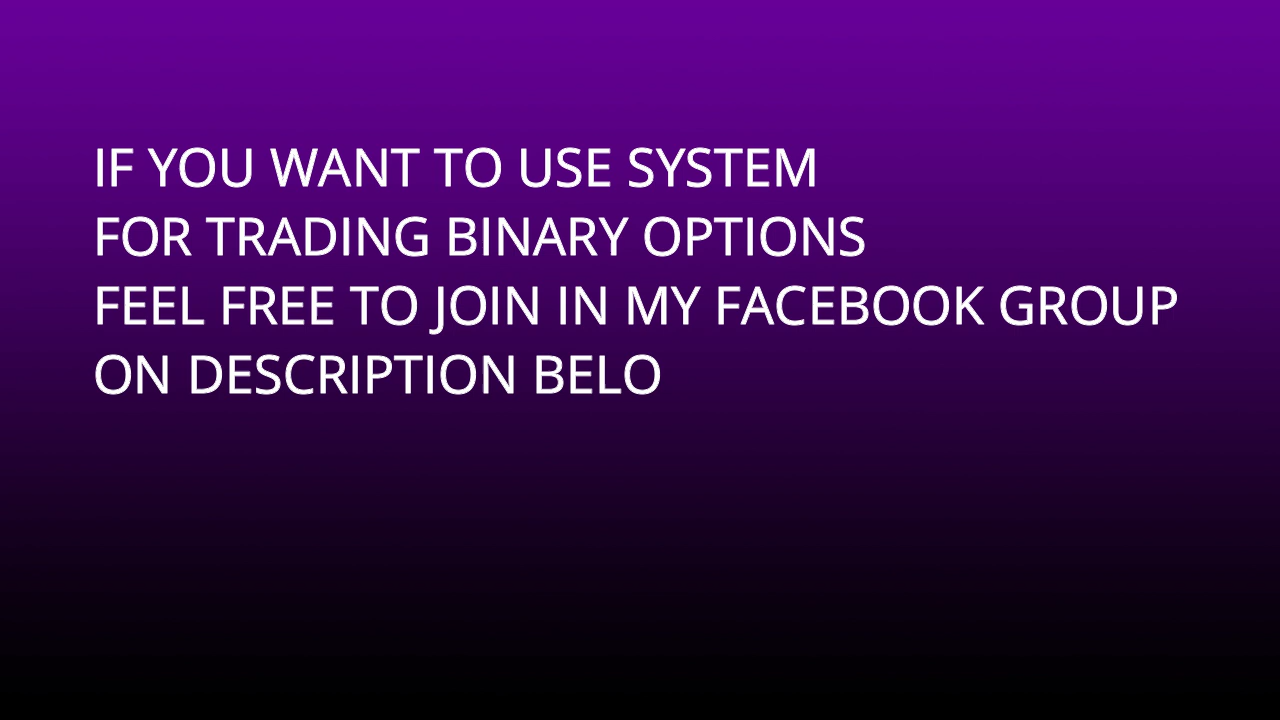 IF YOU WANT TO USE SYSTEM
FOR TRADING BINARY OPTIONS
FEEL FREE TO JOIN IN MY FACEBOOK GROUP
ON DESCRIPTION BELO